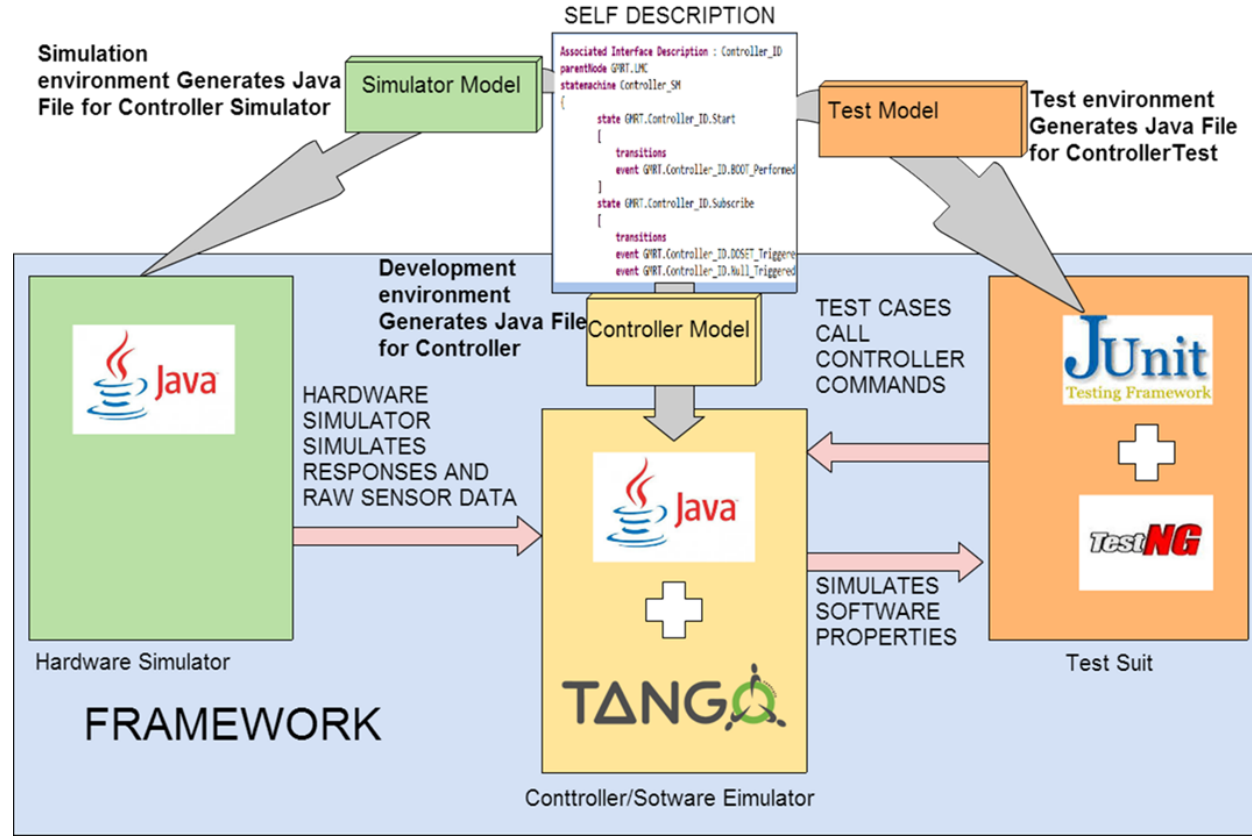 SELF DESCRIPTION
Simulation
environment Generates Java
File for Controller Simulator
Simulator Model
Associated Interface Description : Controller_ID
parentNode GMRT.LMC
statemachine Controller_SM
{
state GMRT.Controller_ID.Start
[
transitions
event GMRT.Controller_ID.BOOT_Performed
]
state GMRT.Controller_ID.Subscribe
[
transitions
event GMRT.Controller_ID.DOSET_Triggere
event GMRT.Controller_ID.Null_Triggered
Test Model
Test environment
Generates Java File
for ControllerTest
Development
environment
Generates Java File
for Controller
Controller Model
TEST CASES
CALL
CONTROLLER
COMMANDS
Java
HARDWARE
SIMULATOR
SIMULATES
RESPONSES AND
RAW SENSOR DATA
Java
TANGO
JUnit
Testing Framework
TestNG
SIMULATES
SOFTWARE
PROPERTIES
Hardware Simulator
Test Suit
FRAMEWORK
Conttroller/Sotware Eimulator